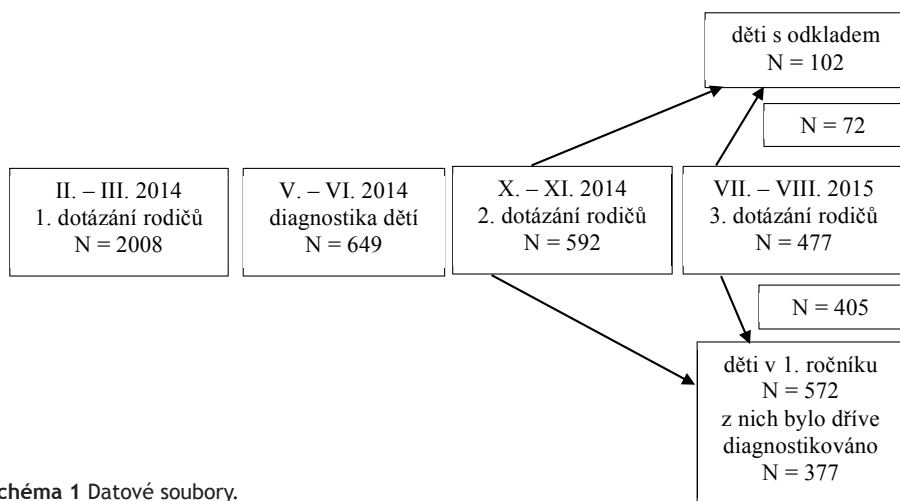 děti s odkladem
N = 102
N = 72
II. – III. 2014
1. dotázání rodičů
N = 2008
V. – VI. 2014
diagnostika dětí
N = 649
X. – XI. 2014
2. dotázání rodičů
N = 592
VII. – VIII. 2015
3. dotázání rodičů
N = 477
N = 405
děti v 1. ročníku
N = 572
z nich bylo dříve
diagnostikováno
N = 377
chéma 1 Datové soubory.